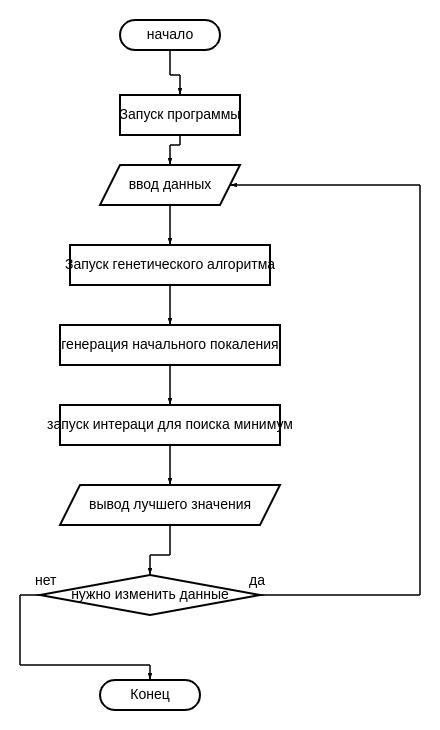 начало
Запуск программы
ввод данных
Запуск генетического алгоритма
генерация начального покаления
запуск интераци для поиска минимум
вывод лучшего значения
нет
да
нужно изменить данные
Конец